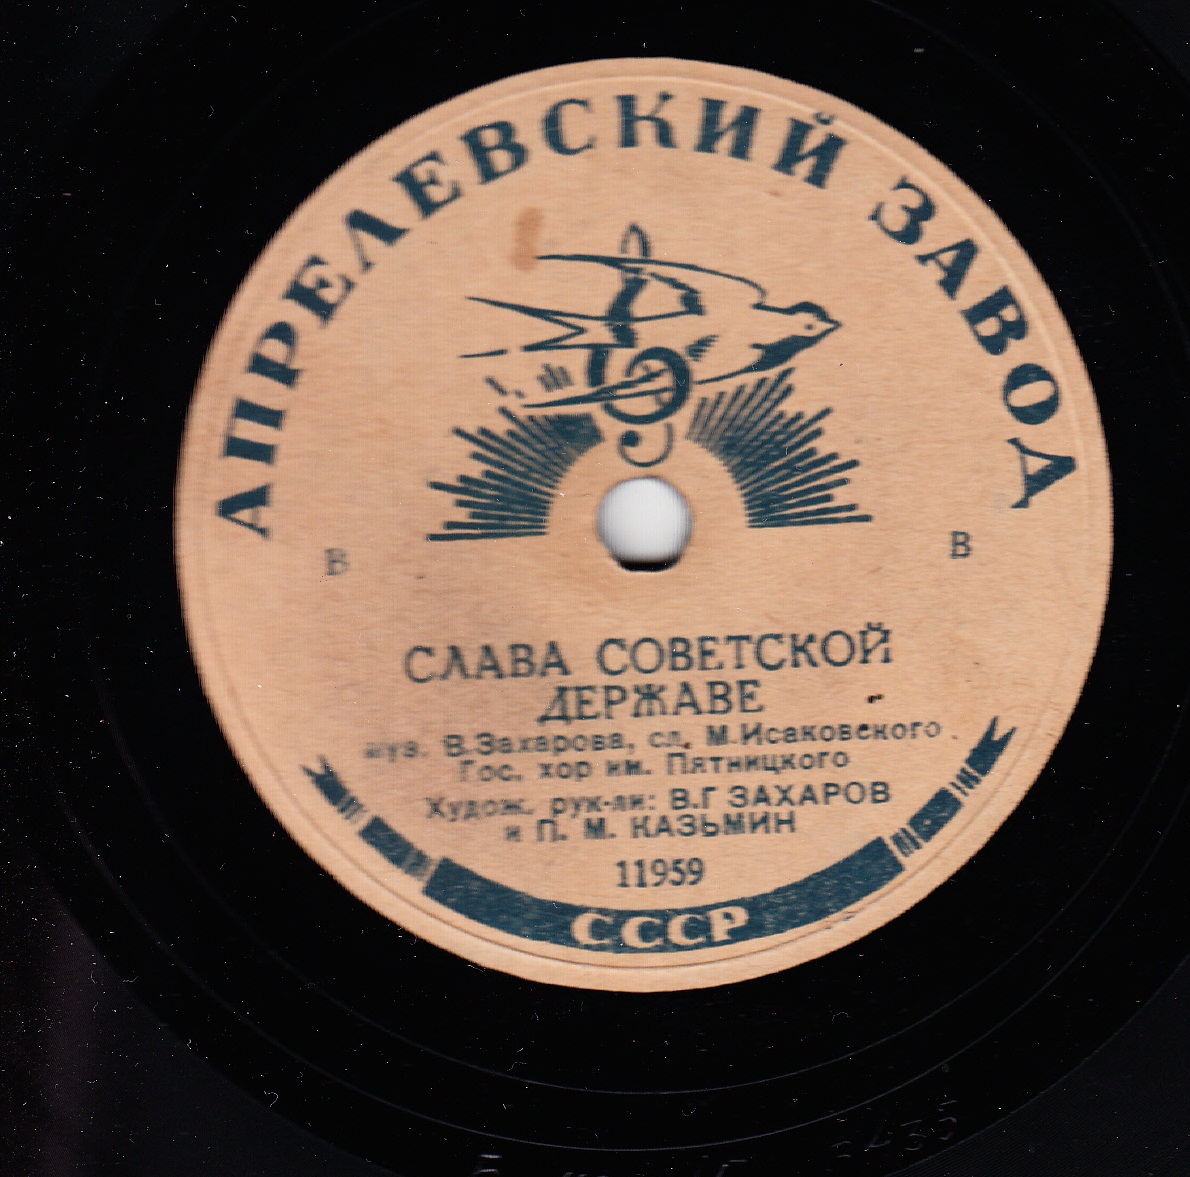 АПРЕЛЕВСКИЙ ЗАВОД
В В
СЛАВА СОВЕТСКОЙ
ДЕРЖАВЕ
муз. В.Захарова, сл. М.Исаковского.
Гос. хор им. Пятницкого
Худож. рук-ли: В.Г ЗАХАРОВ
и П. М. КАЗЬМИН
11959
СССР